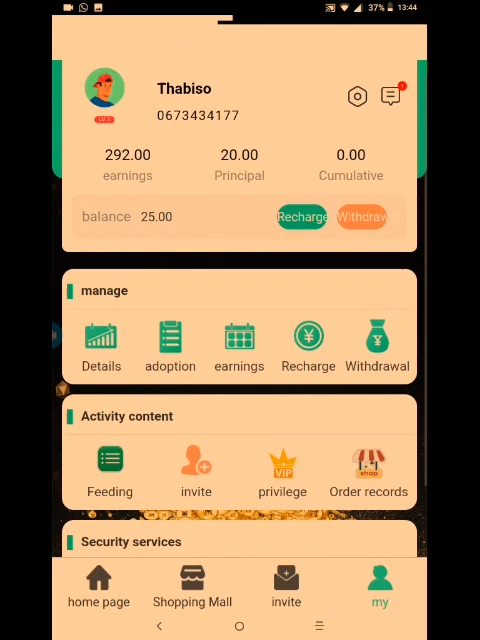 37% 13:44
Thabiso
0673434177
292.00 20.00 0.00
earnings Principal Cumulative
balance 25.00 Recharge Withdrawal
manage
Details adoption earnings Recharge Withdrawal
Activity content
VIP shop
Feeding invite privilege Order records
Security services
home page Shopping Mall invite my